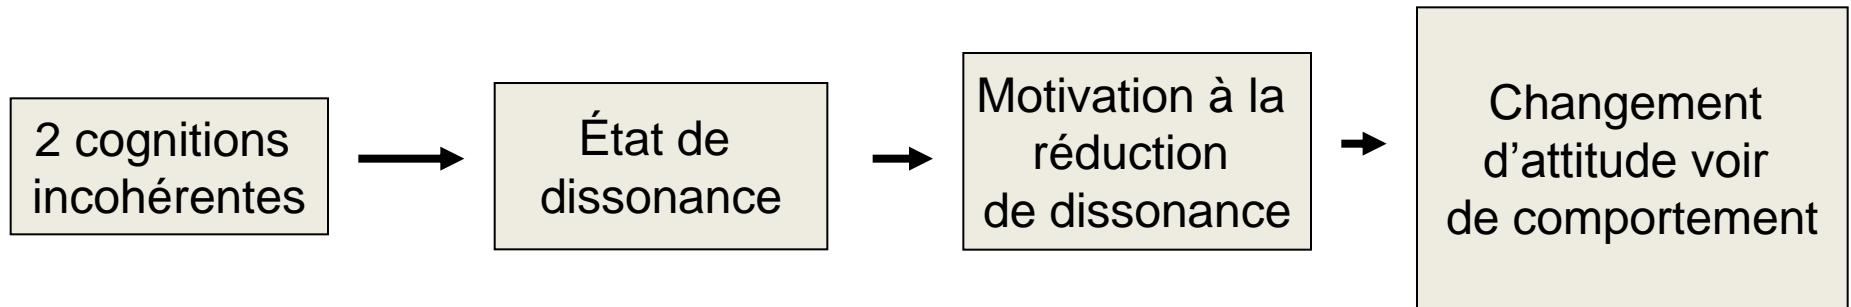 2 cognitions
incohérentes
État de
dissonance
Motivation à la
réduction
de dissonance
Changement
d’attitude voir
de comportement